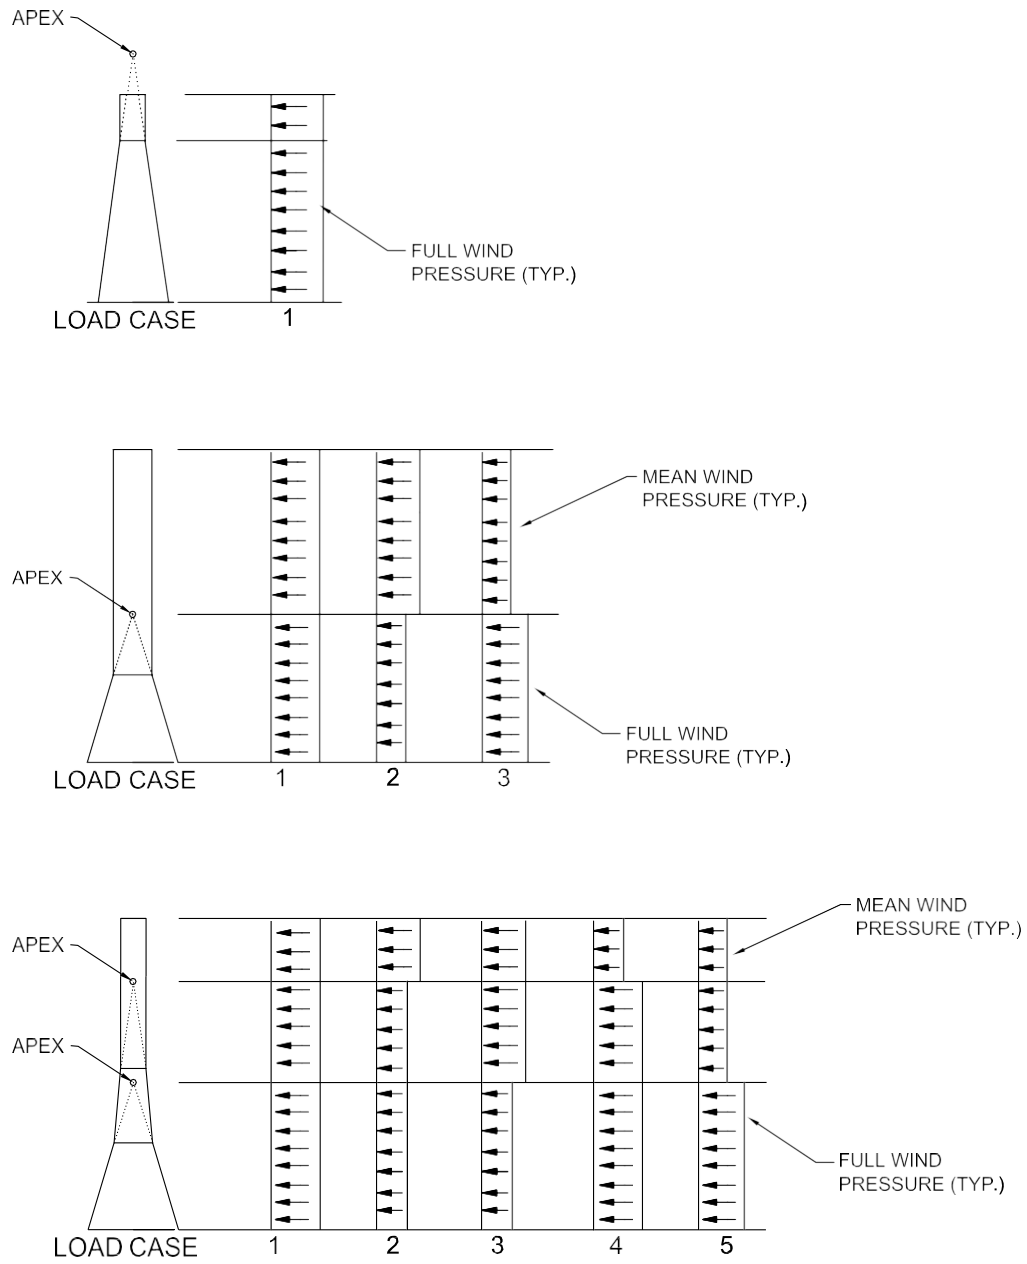 APEX
FULL WIND
PRESSURE (TYP.)
LOAD CASE 1
MEAN WIND
PRESSURE (TYP.)
APEX
FULL WIND
PRESSURE (TYP.)
LOAD CASE 1 2 3
MEAN WIND
PRESSURE (TYP.)
APEX
APEX
FULL WIND
PRESSURE (TYP.)
LOAD CASE 1 2 3 4 5